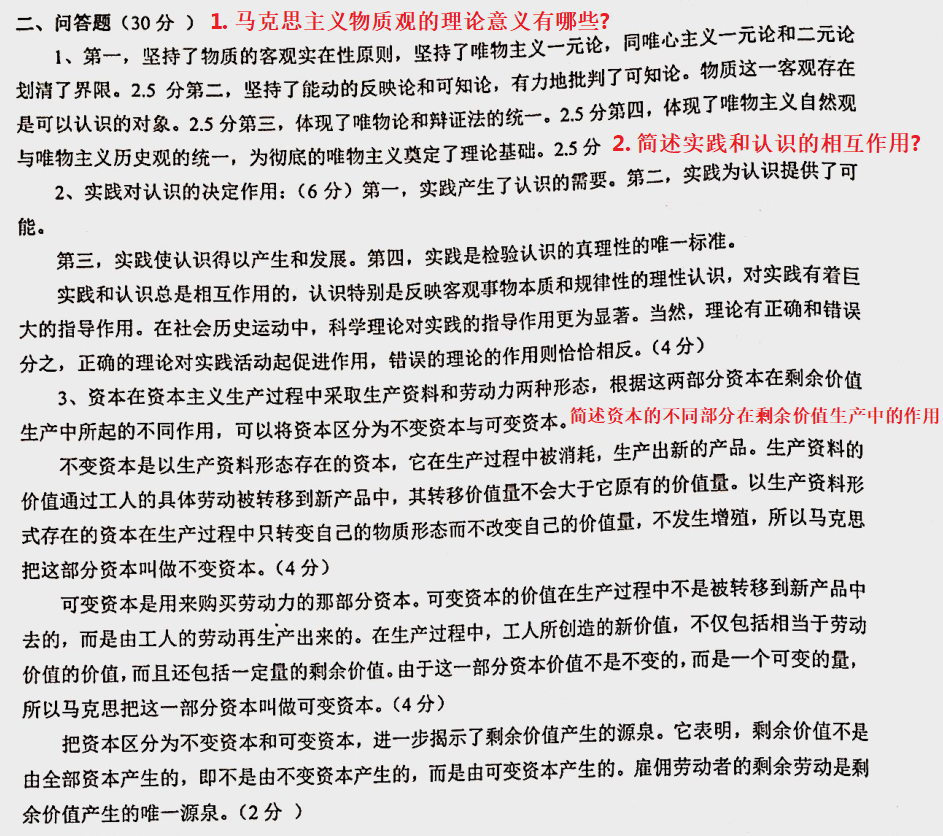 二、问答题（30 分 ）1. 马克思主义物质观的理论意义有哪些?
1、第一，坚持了物质的客观实在性原则，坚持了唯物主义一元论，同唯心主义一元论和二元论
划清了界限。2.5 分第二，坚持了能动的反映论和可知论，有力地批判了可知论。物质这一客观存在
是可以认识的对象。2.5 分第三，体现了唯物论和辩证法的统一。2.5 分第四，体现了唯物主义自然观
与唯物主义历史观的统一，为彻底的唯物主义奠定了理论基础。2.5 分 2. 简述实践和认识的相互作用?
2、实践对认识的决定作用：（6 分）第一，实践产生了认识的需要。第二，实践为认识提供了可
能。
第三，实践使认识得以产生和发展。第四，实践是检验认识的真理性的唯一标准。
实践和认识总是相互作用的，认识特别是反映客观事物本质和规律性的理性认识，对实践有着巨
大的指导作用。在社会历史运动中，科学理论对实践的指导作用更为显著。当然，理论有正确和错误
分之，正确的理论对实践活动起促进作用，错误的理论的作用则恰恰相反。（4 分）
3、资本在资本主义生产过程中采取生产资料和劳动力两种形态，根据这两部分资本在剩余价值
生产中所起的不同作用，可以将资本区分为不变资本与可变资本。简述资本的不同部分在剩余价值生产中的作用
不变资本是以生产资料形态存在的资本，它在生产过程中被消耗，生产出新的产品。生产资料的
价值通过工人的具体劳动被转移到新产品中，其转移价值量不会大于它原有的价值量。以生产资料形
式存在的资本在生产过程中只转变自己的物质形态而不改变自己的价值量，不发生增殖，所以马克思
把这部分资本叫做不变资本。（4 分）
可变资本是用来购买劳动力的那部分资本。可变资本的价值在生产过程中不是被转移到新产品中
去的，而是由工人的劳动再生产出来的。在生产过程中，工人所创造的新价值，不仅包括相当于劳动
价值的价值，而且还包括一定量的剩余价值。由于这一部分资本价值不是不变的，而是一个可变的量，
所以马克思把这一部分资本叫做可变资本。（4 分）
把资本区分为不变资本和可变资本，进一步揭示了剩余价值产生的源泉。它表明，剩余价值不是
由全部资本产生的，即不是由不变资本产生的，而是由可变资本产生的。雇佣劳动者的剩余劳动是剩
余价值产生的唯一源泉。（2 分 ）